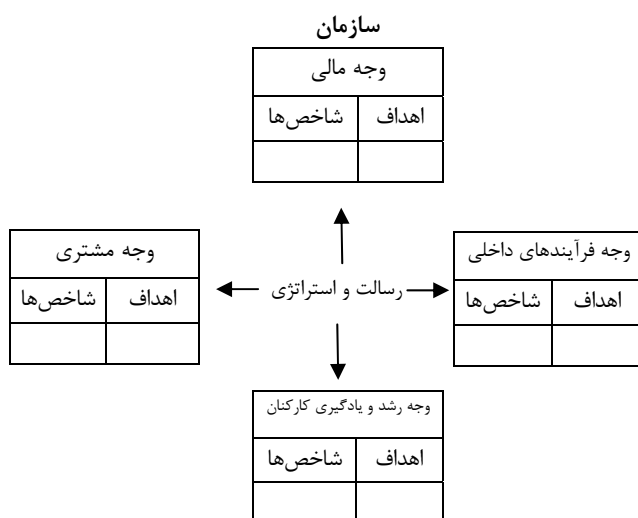 سازمان
وجه مالی
اهداف شاخص‌ها
وجه فرآیندهای داخلی
اهداف شاخص‌ها
رسالت و استراتژی
وجه مشتری
اهداف شاخص‌ها
وجه رشد و یادگیری کارکنان
اهداف شاخص‌ها